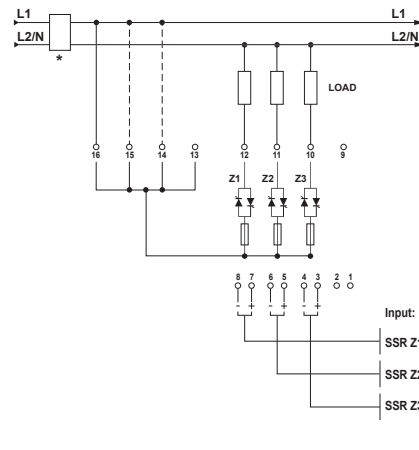 L1 L1
L2/N L2/N
*
LOAD
16 15 14 13 12 11 10 9
Z1 Z2 Z3
8 7 6 5 4 3 2 1
- + - + - +
Input:
SSR Z1
SSR Z2
SSR Z3